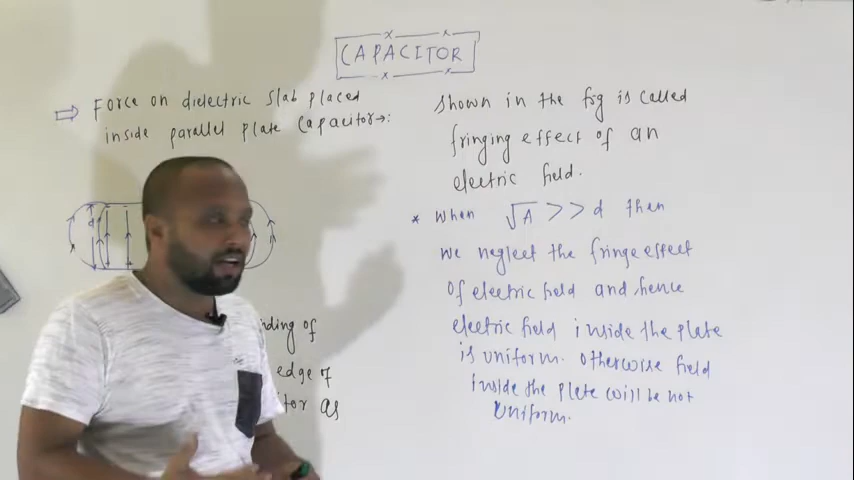 CAPACITOR
⇒ Force on dielectric slab placed
inside parallel plate capacitor→:
d
nding of
edge of
tor as
shown in the fig is called
fringing effect of an
electric field.
* when √A >> d then
we neglect the fringe effect
of electric field and hence
electric field inside the plate
is uniform. otherwise field
inside the plate will be not
uniform.